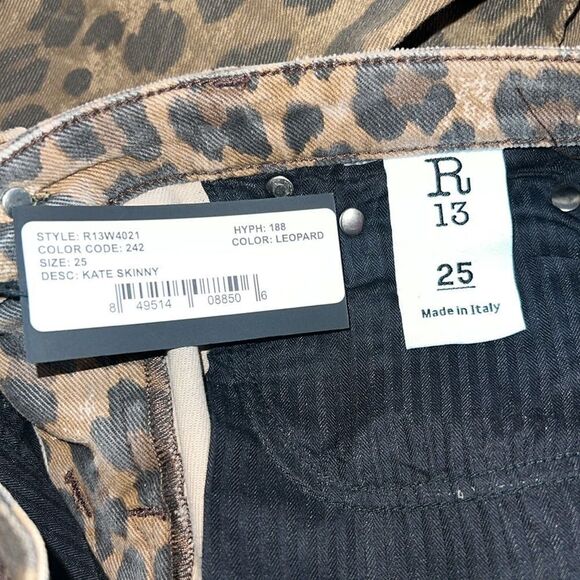 STYLE: R13W4021 HYPH: 188
COLOR CODE: 242 COLOR: LEOPARD
SIZE: 25
DESC: KATE SKINNY
8 49514 08850 6
R
13
25
Made in Italy